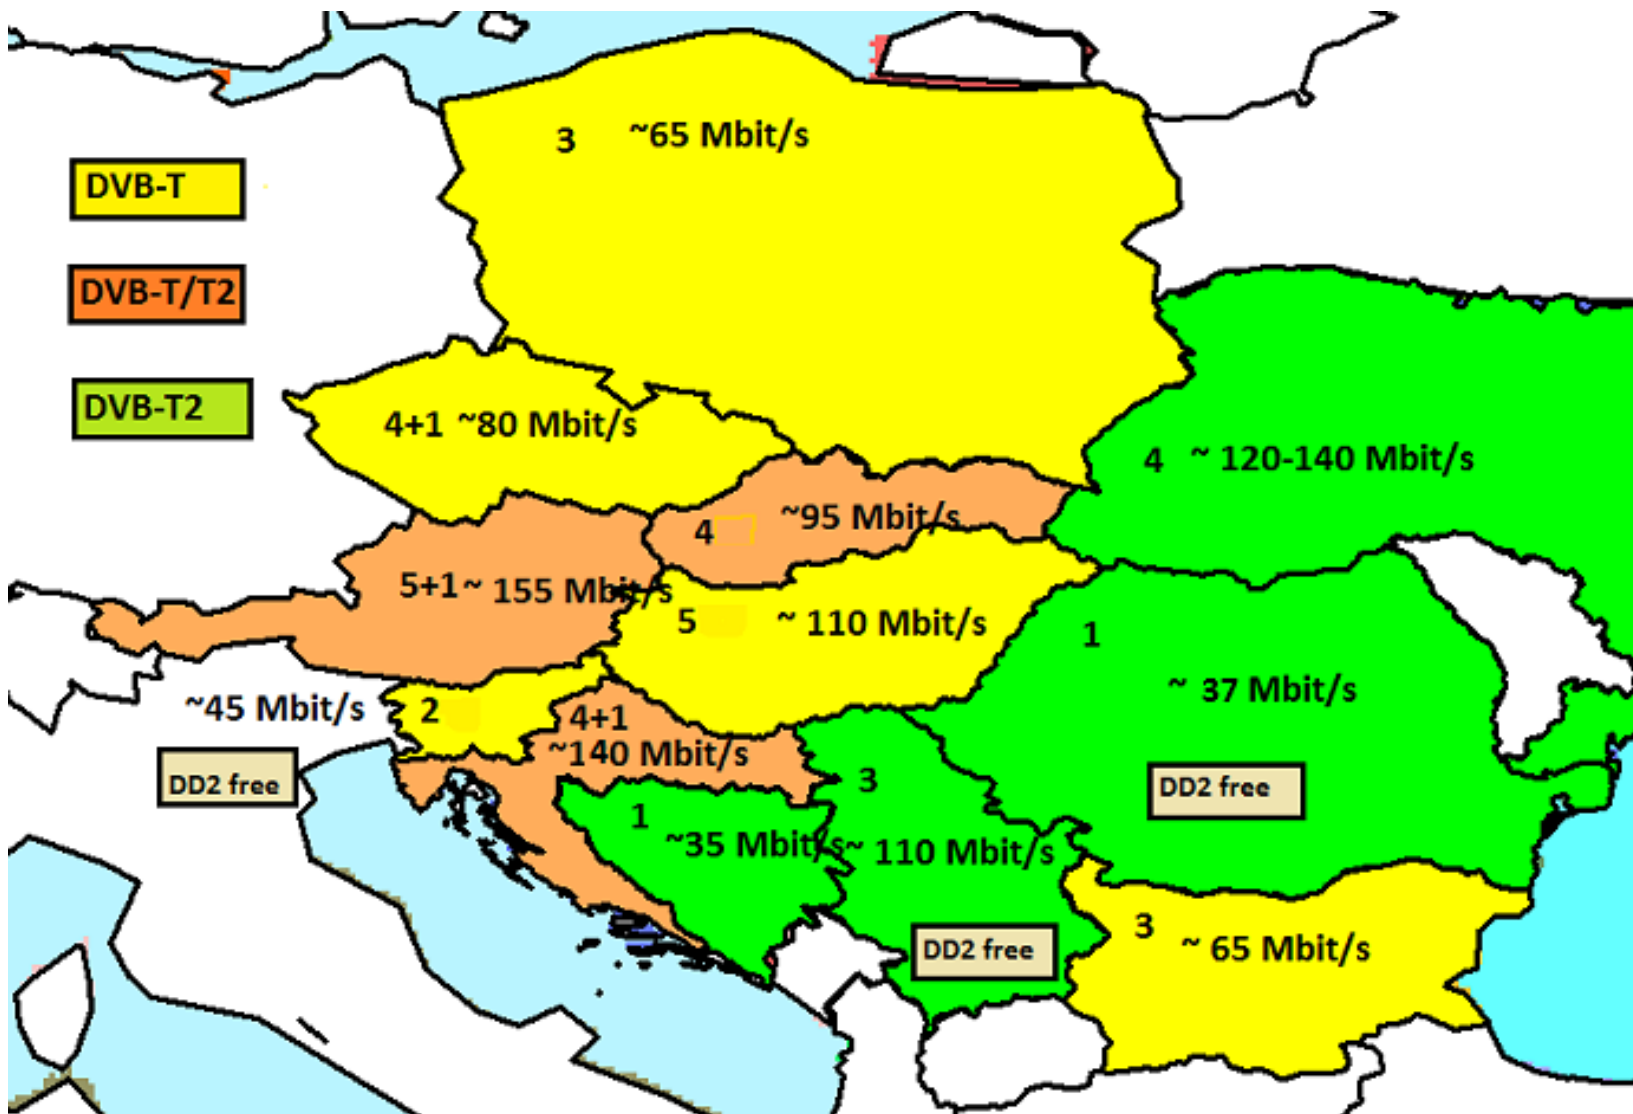 3 ~65 Mbit/s
DVB-T
DVB-T/T2
DVB-T2
4+1 ~80 Mbit/s
4 ~ 120-140 Mbit/s
4 ~95 Mbit/s
5+1 ~ 155 Mbit/s
5 ~ 110 Mbit/s
1
~ 37 Mbit/s
~45 Mbit/s
2
4+1
~140 Mbit/s
DD2 free
3
DD2 free
1
~35 Mbit/s
~ 110 Mbit/s
3 ~ 65 Mbit/s
DD2 free